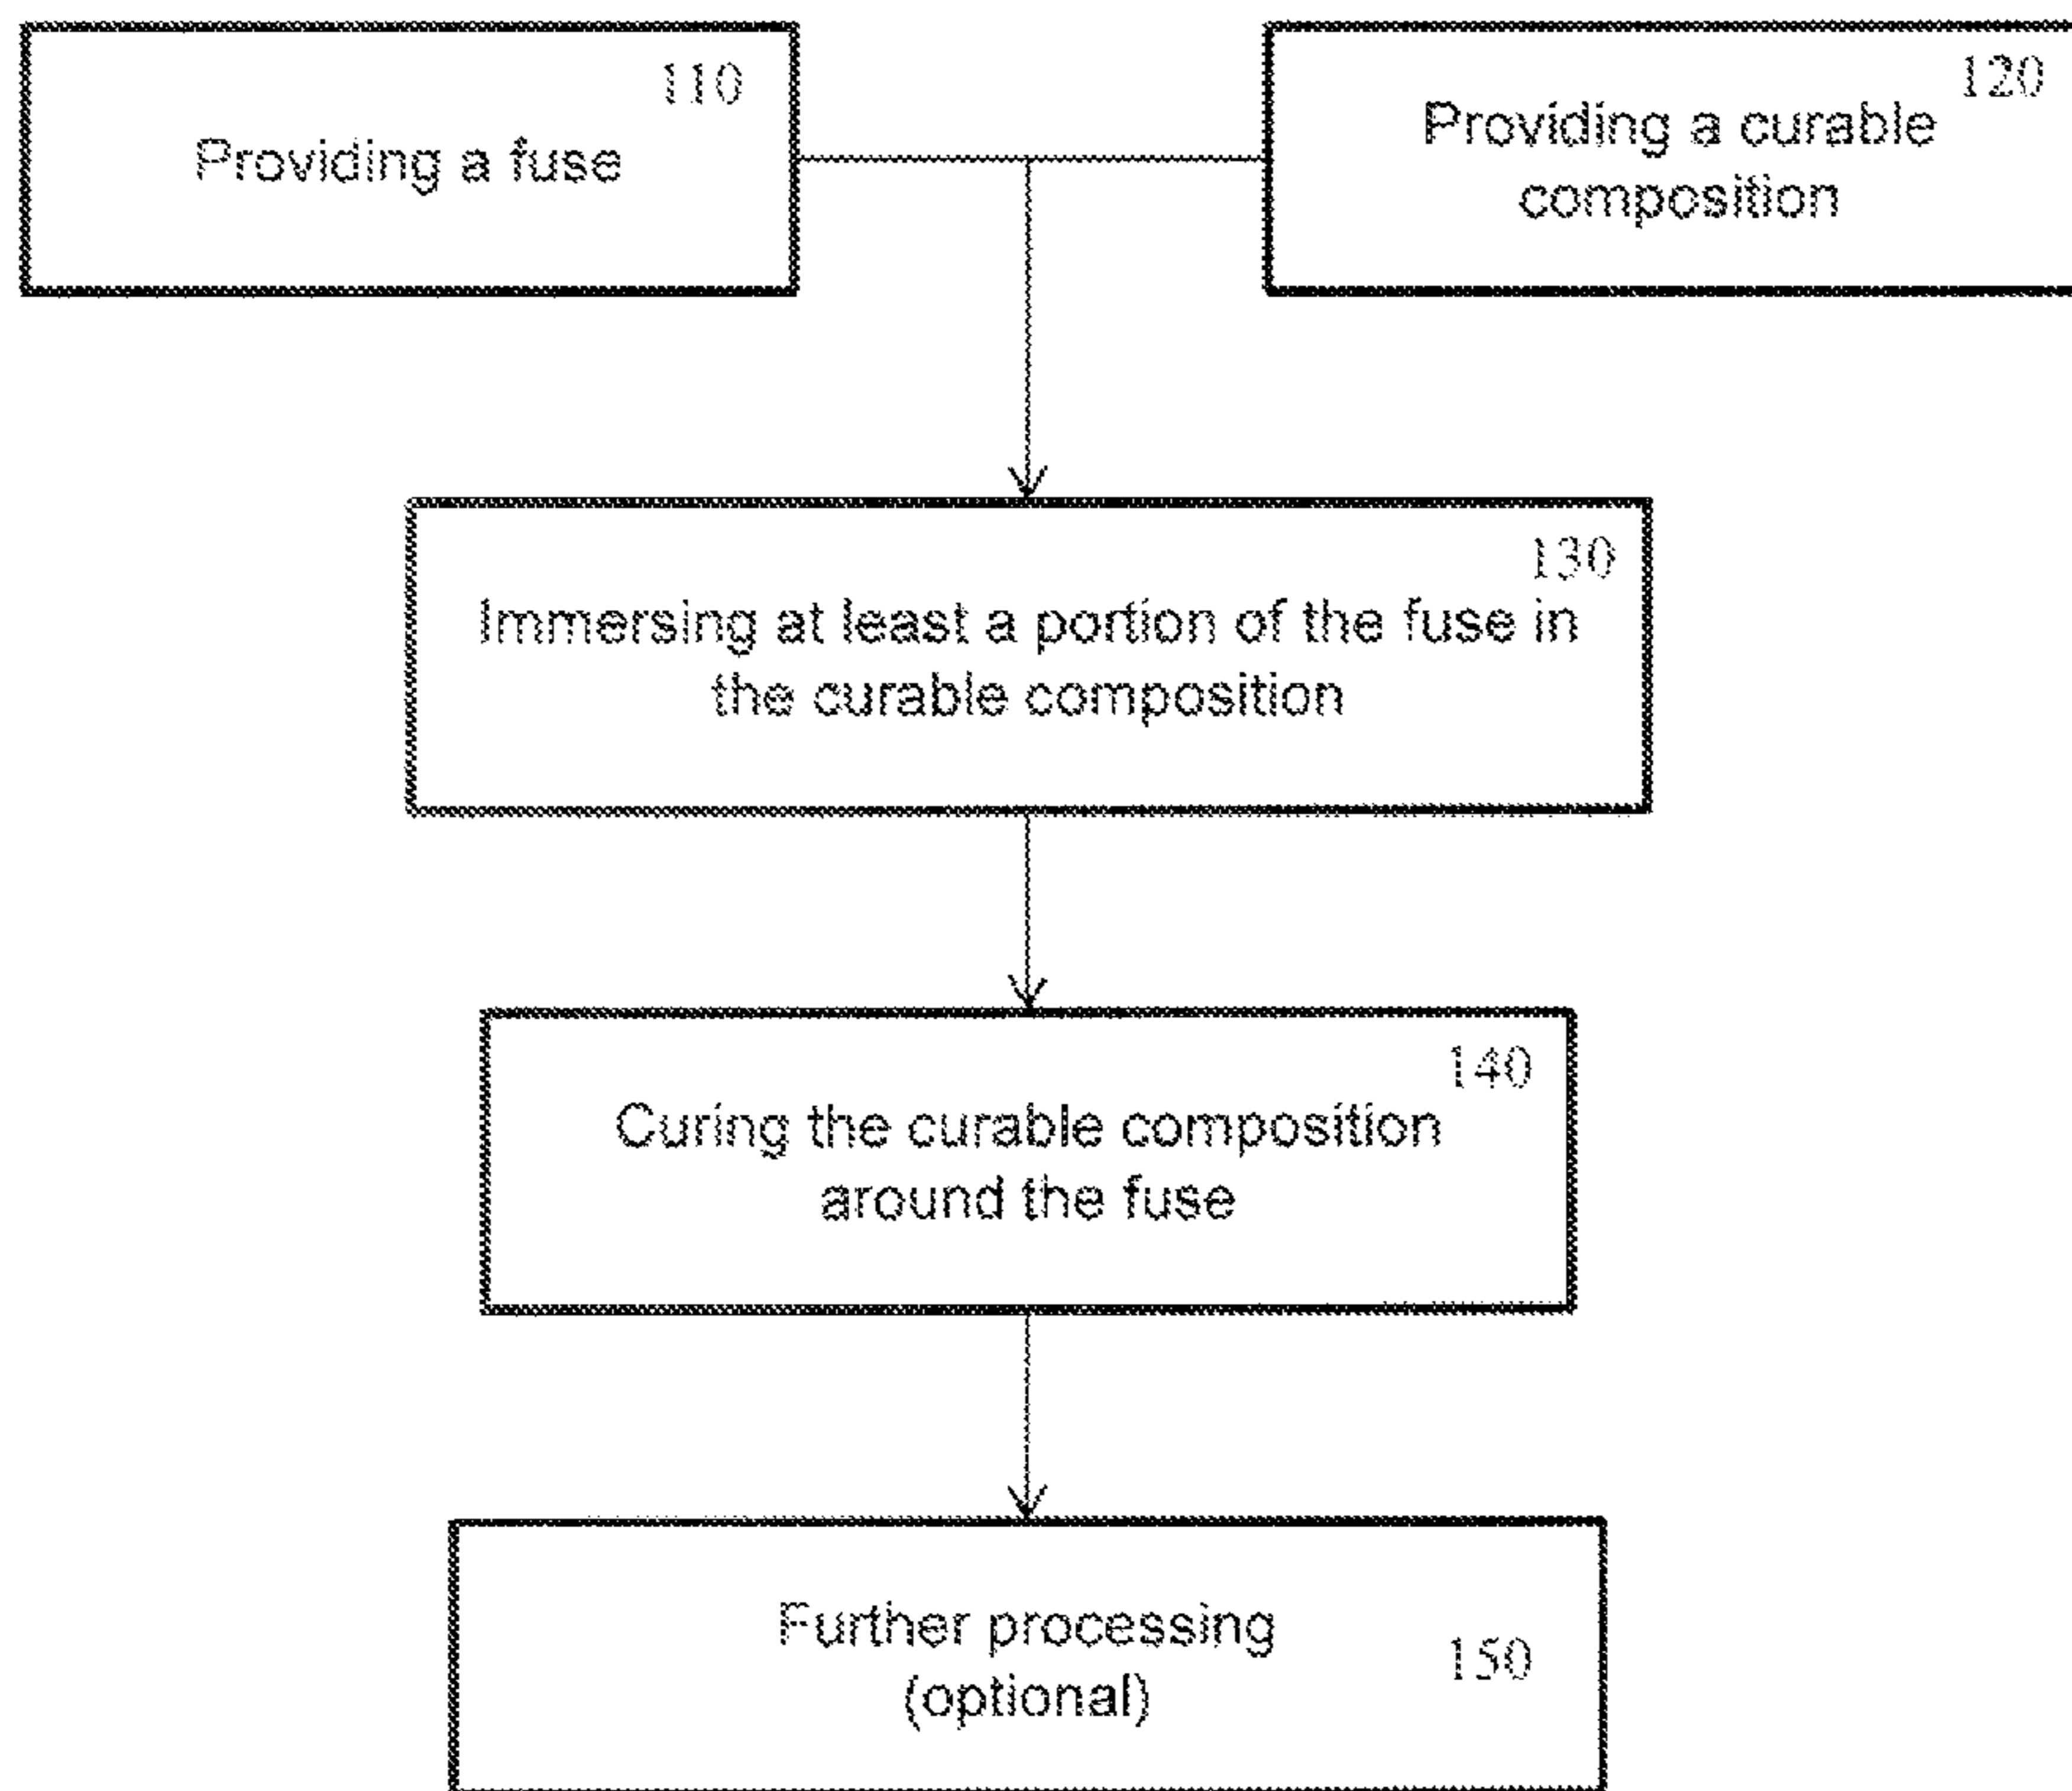 110
Providing a fuse
120
Providing a curable
composition
130
Immersing at least a portion of the fuse in
the curable composition
140
Curing the curable composition
around the fuse
Further processing
150
(optional)